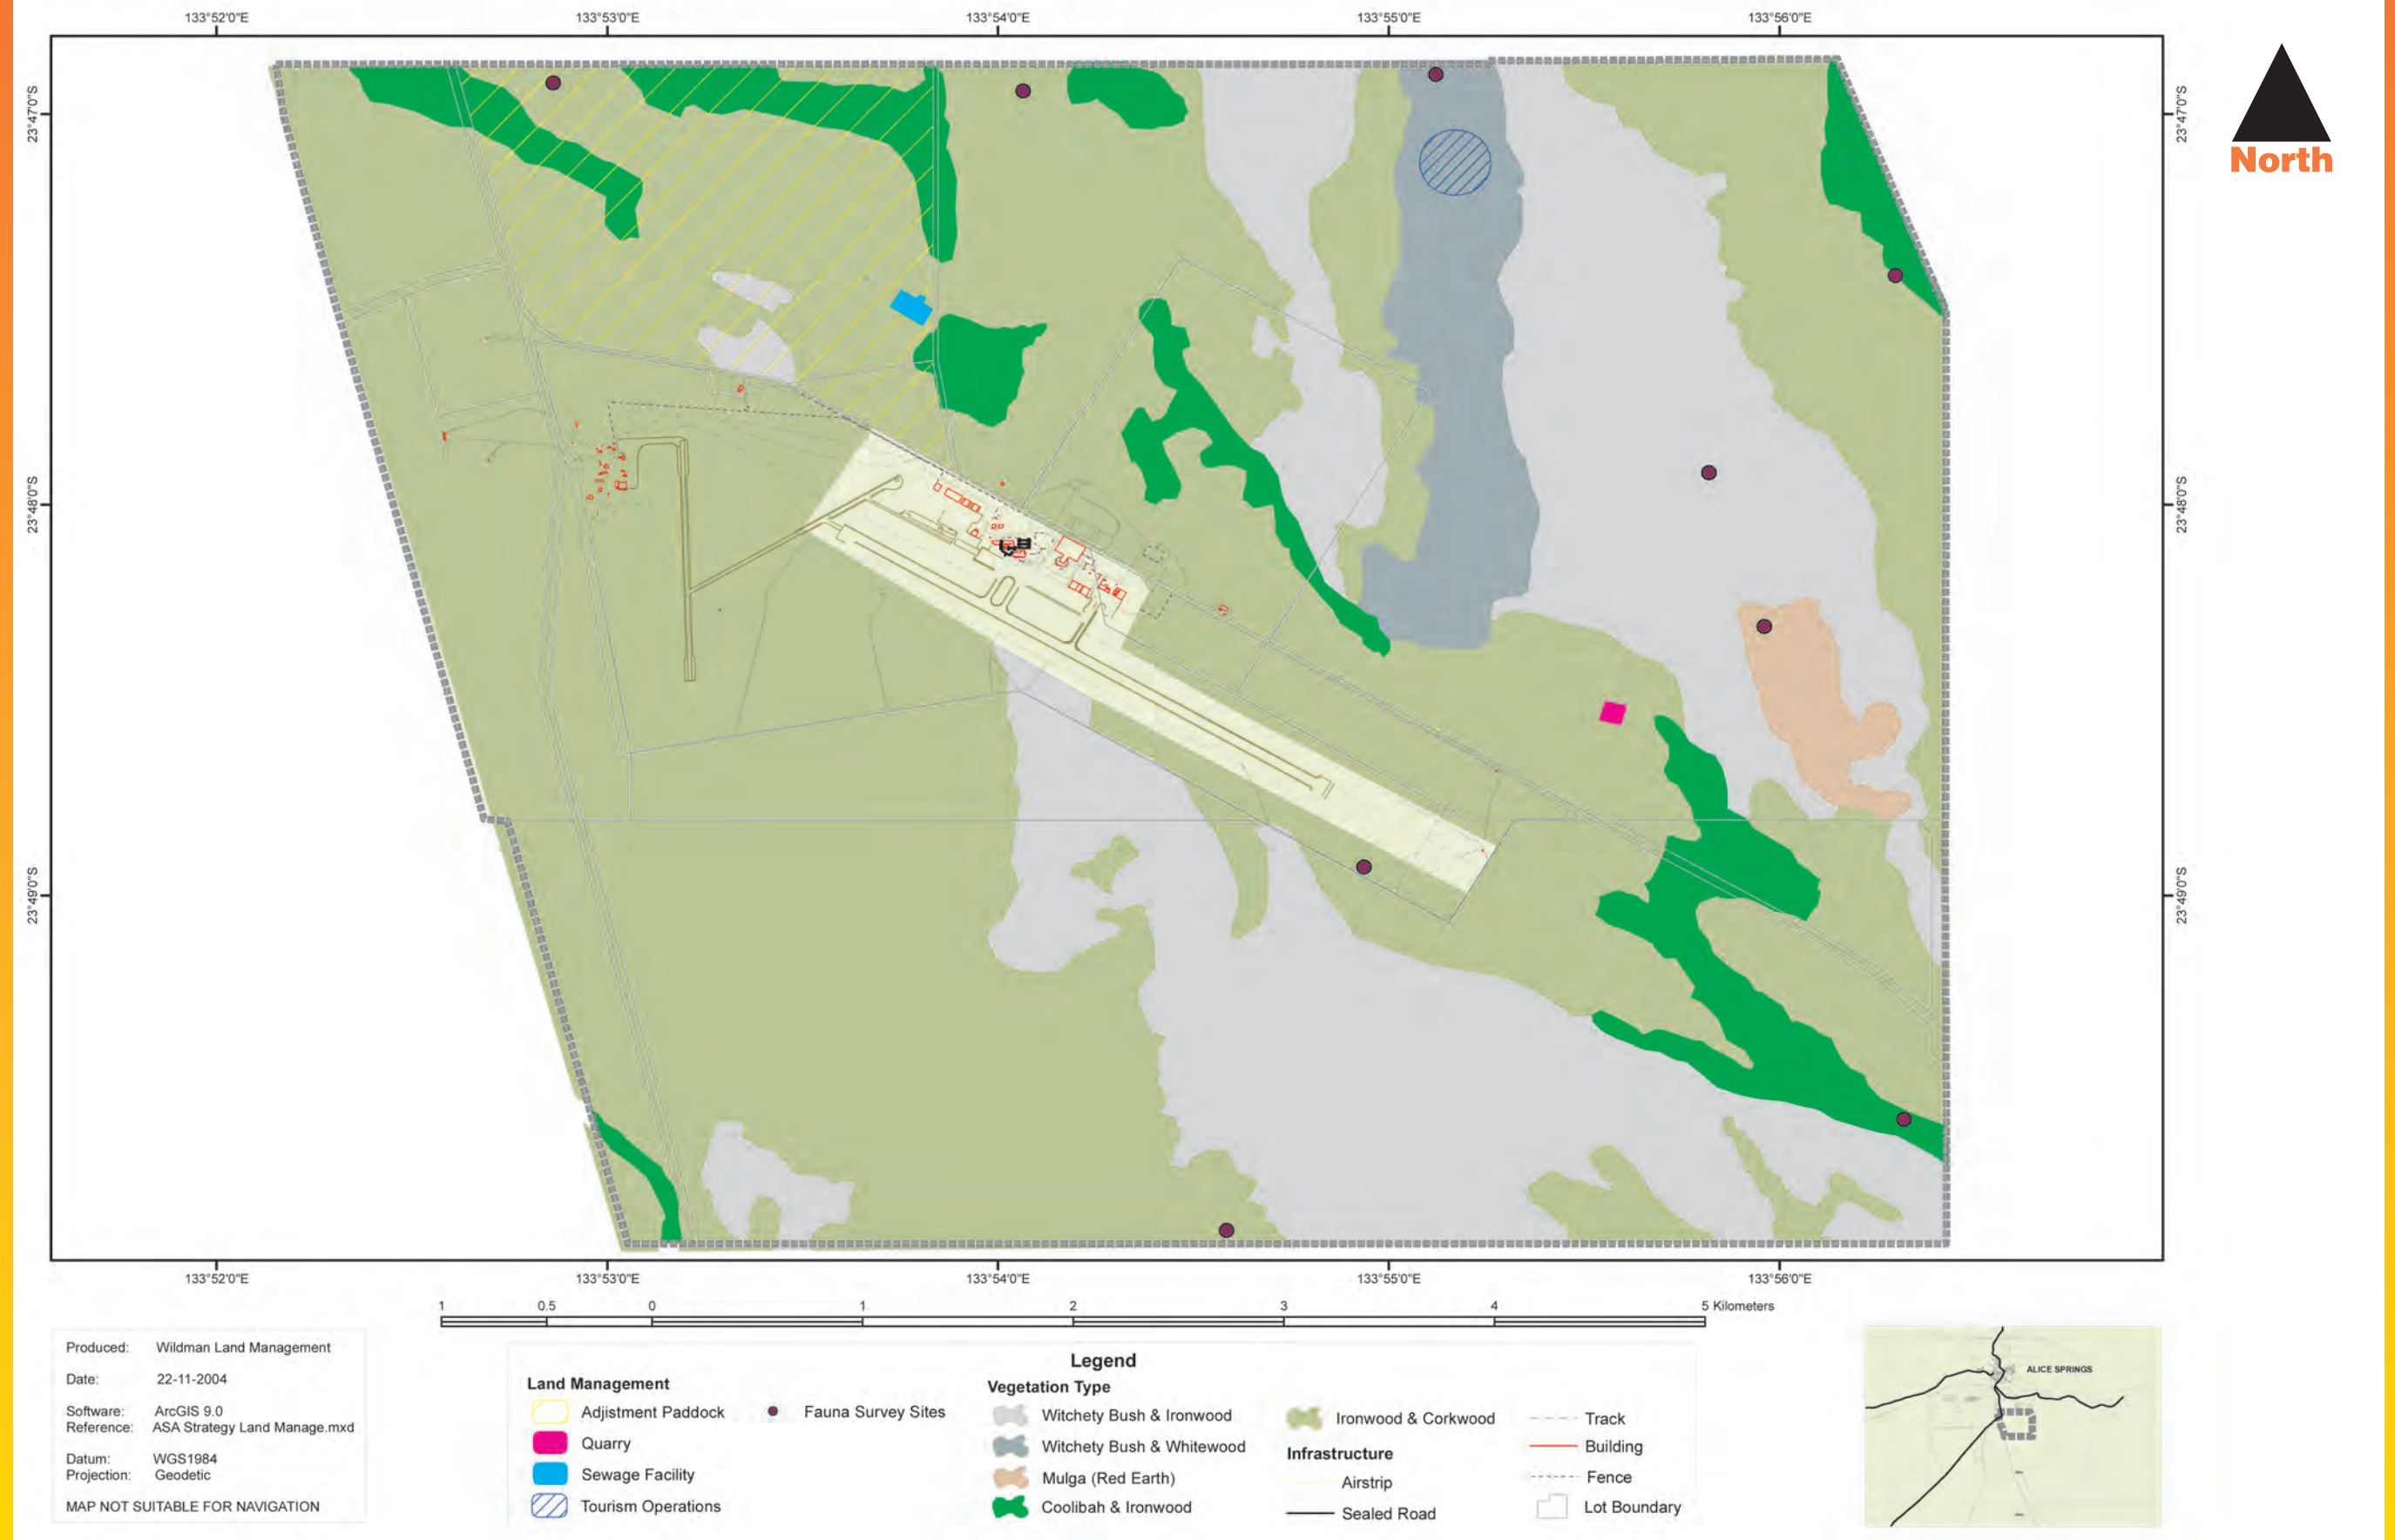 133°52'0"E 133°53'0"E 133°54'0"E 133°55'0"E 133°56'0"E
North
23°47'0"S 23°47'0"S
23°48'0"S 23°48'0"S
23°49'0"S 23°49'0"S
133°52'0"E 133°53'0"E 133°54'0"E 133°55'0"E 133°56'0"E
1 0.5 0 1 2 3 4 5 Kilometers
Produced: Wildman Land Management
Date: 22-11-2004
Software: ArcGIS 9.0
Reference: ASA Strategy Land Manage.mxd
Datum: WGS1984
Projection: Geodetic
MAP NOT SUITABLE FOR NAVIGATION
Legend
Land Management
Adjistment Paddock
Quarry
Sewage Facility
Tourism Operations
Fauna Survey Sites
Vegetation Type
Witchety Bush & Ironwood
Witchety Bush & Whitewood
Mulga (Red Earth)
Coolibah & Ironwood
Ironwood & Corkwood
Infrastructure
Airstrip
Sealed Road
Track
Building
Fence
Lot Boundary
ALICE SPRINGS